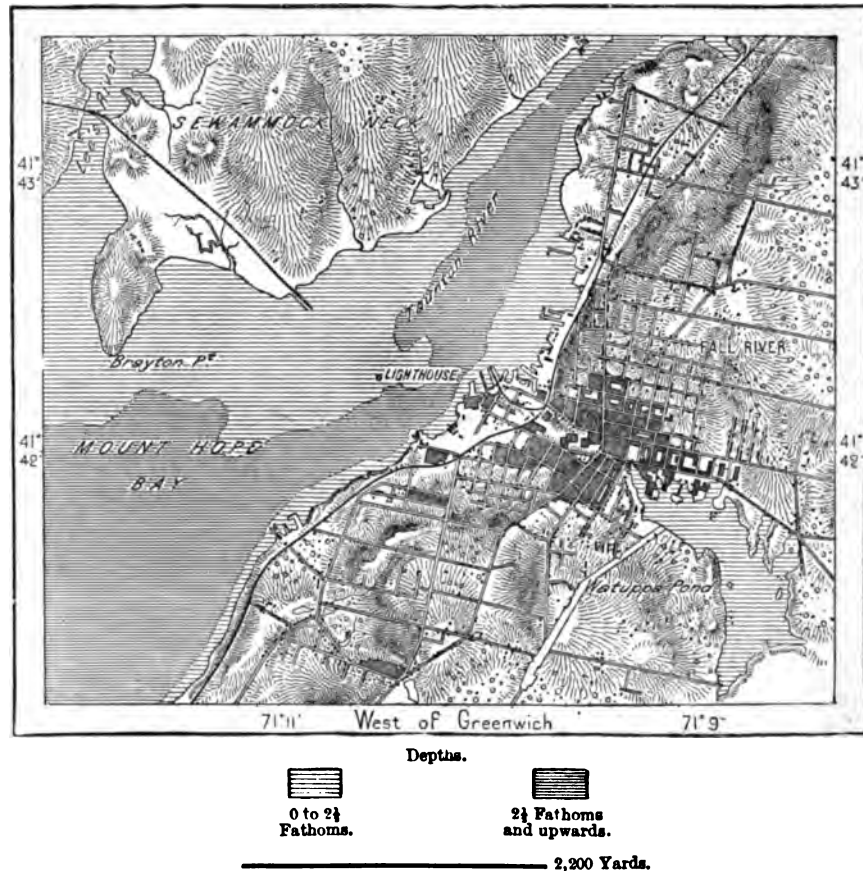 SEWAMMOCK NECK
41°
43'
41°
43'
Taunton River
Brayton Pt.
LIGHTHOUSE
FALL RIVER
MOUNT HOPE
BAY
41°
42'
41°
42'
Watuppa Pond
71°11'
West of Greenwich
71°9'
Depths.
0 to 2½
Fathoms.
2½ Fathoms
and upwards.
2,200 Yards.